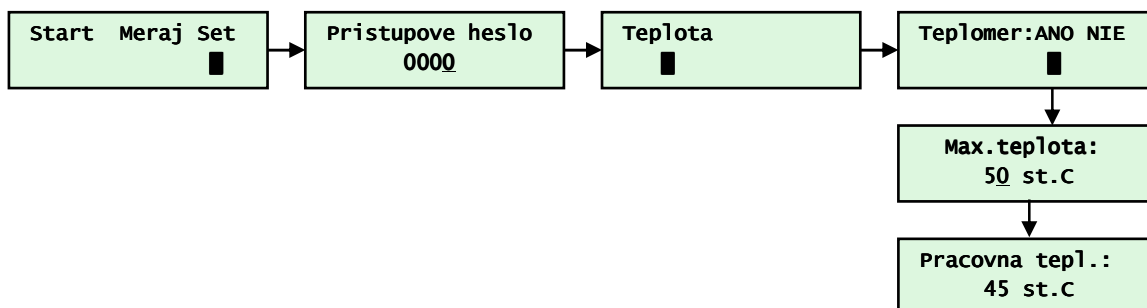 Start Meraj Set
Pristupove heslo
0000
Teplota
Teplomer:ANO NIE
Max.teplota:
50 st.C
Pracovna tepl.:
45 st.C